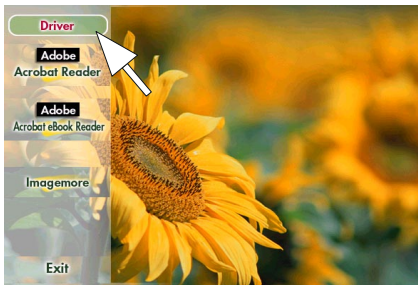 Driver
Adobe
Acrobat Reader
Adobe
Acrobat eBook Reader
Imagemore
Exit